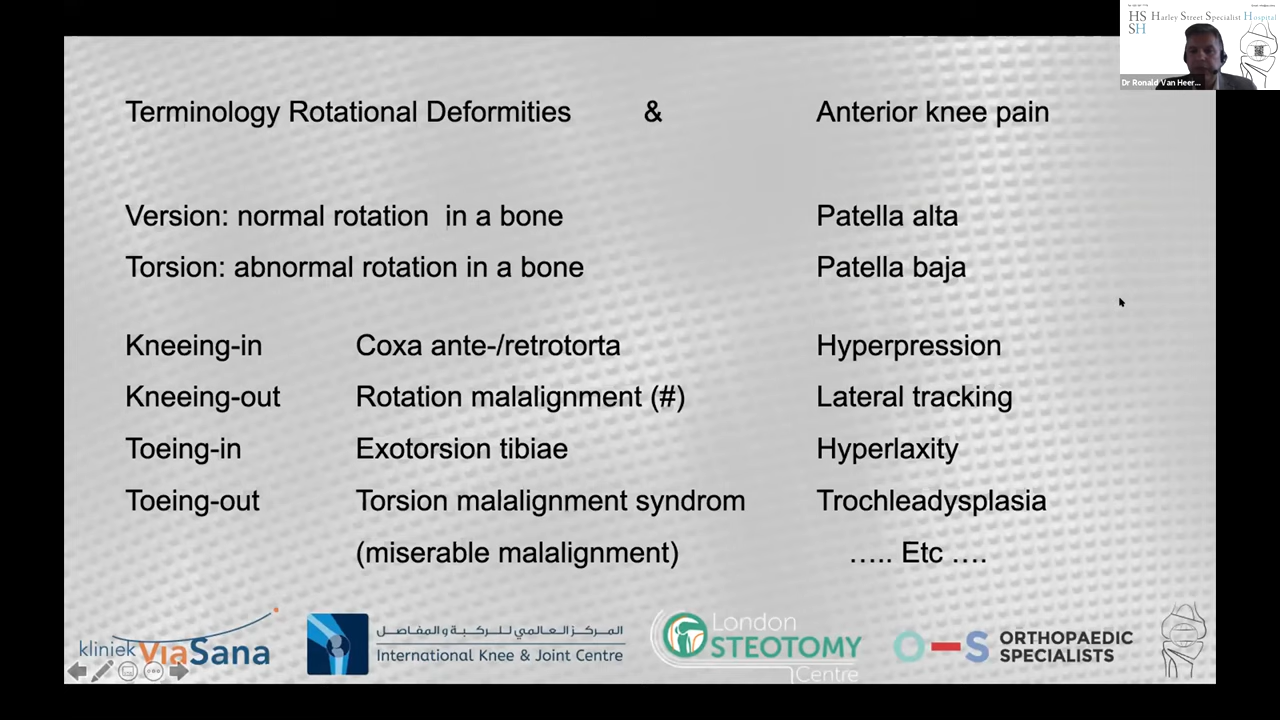 HS Harley Street Specialist Hospital
SH
Dr Ronald Van Heer...
Terminology Rotational Deformities & Anterior knee pain
Version: normal rotation in a bone Patella alta
Torsion: abnormal rotation in a bone Patella baja
Kneeing-in Coxa ante-/retrotorta Hyperpression
Kneeing-out Rotation malalignment (#) Lateral tracking
Toeing-in Exotorsion tibiae Hyperlaxity
Toeing-out Torsion malalignment syndrom Trochleadysplasia
(miserable malalignment) ..... Etc ....
kliniek ViaSana
المركز العالمي للركبة والمفاصل
International Knee & Joint Centre
London
STEOTOMY
Centre
O-S ORTHOPAEDIC
SPECIALISTS